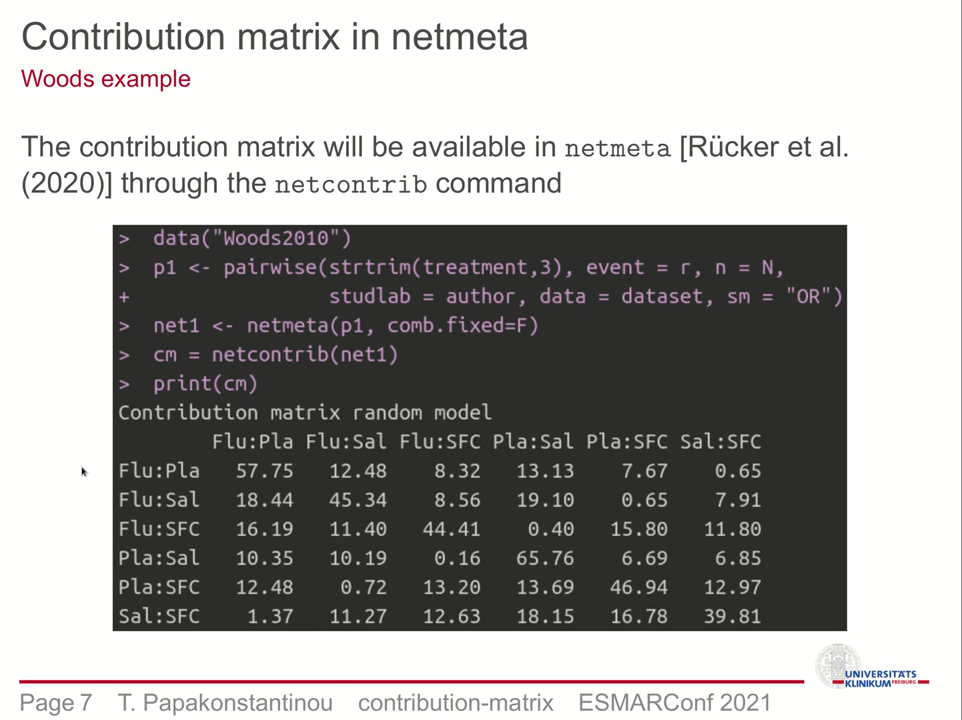 Contribution matrix in netmeta
Woods example
The contribution matrix will be available in netmeta [Rücker et al.
(2020)] through the netcontrib command
> data("Woods2010")
> p1 <- pairwise(strtrim(treatment,3), event = r, n = N,
+ studlab = author, data = dataset, sm = "OR")
> net1 <- netmeta(p1, comb.fixed=F)
> cm = netcontrib(net1)
> print(cm)
Contribution matrix random model
Flu:Pla Flu:Sal Flu:SFC Pla:Sal Pla:SFC Sal:SFC
Flu:Pla 57.75 12.48 8.32 13.13 7.67 0.65
Flu:Sal 18.44 45.34 8.56 19.10 0.65 7.91
Flu:SFC 16.19 11.40 44.41 0.40 15.80 11.80
Pla:Sal 10.35 10.19 0.16 65.76 6.69 6.85
Pla:SFC 12.48 0.72 13.20 13.69 46.94 12.97
Sal:SFC 1.37 11.27 12.63 18.15 16.78 39.81
UNIVERSITÄTS
KLINIKUM FREIBURG
Page 7 T. Papakonstantinou contribution-matrix ESMARConf 2021